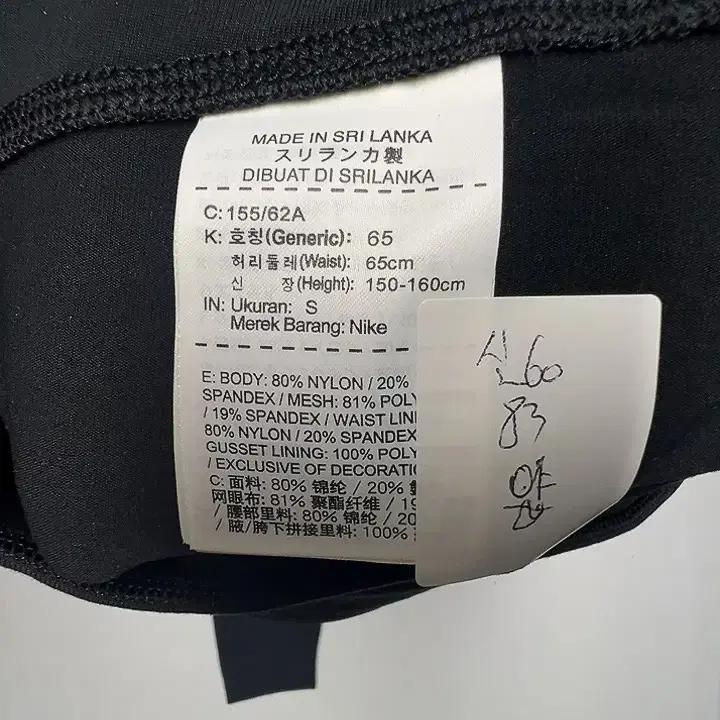 MADE IN SRI LANKA
スリランカ製
DIBUAT DI SRILANKA
C: 155/62A
K: 호칭(Generic): 65
허리둘레(Waist): 65cm
신 장(Height): 150-160cm
IN: Ukuran: S
Merek Barang: Nike
E: BODY: 80% NYLON / 20%
SPANDEX / MESH: 81% POLY
/ 19% SPANDEX / WAIST LINI
80% NYLON / 20% SPANDEX
GUSSET LINING: 100% POLY
/ EXCLUSIVE OF DECORATIO
C: 面料: 80% 锦纶 / 20%
网眼布: 81% 聚酯纤维 / 19
/ 腰部里料: 80% 锦纶 / 20
/ 腋/胯下拼接里料: 100%
60
83